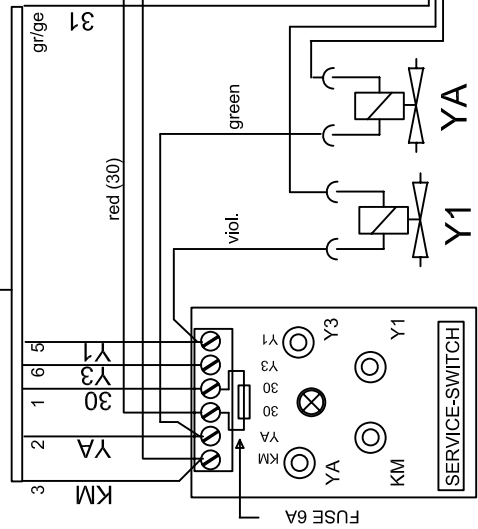 31
gr/ge
red (30)
green
viol.
YA
Y1
5
Y1
6
Y3
1
30
2
YA
3
KM
Y1
Y3
30
30
YA
KM
Y3
Y1
YA
KM
SERVICE-SWITCH
FUSE 6A